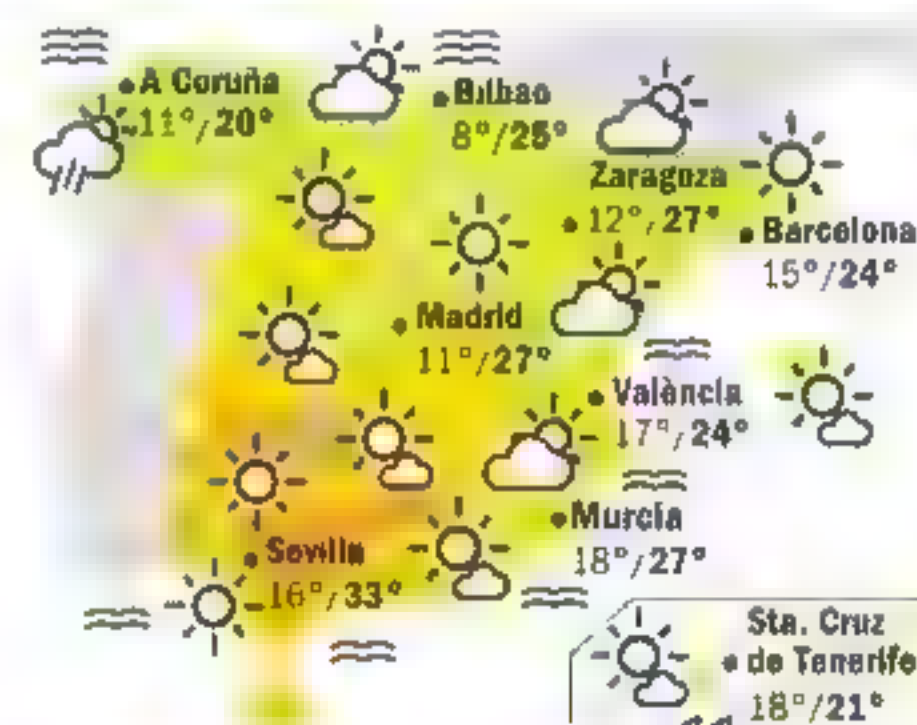 A Coruña
11°/20°
Bilbao
8°/25°
Zaragoza
12°/27°
Barcelona
15°/24°
Madrid
11°/27°
València
17°/24°
Murcia
18°/27°
Sevilla
16°/33°
Sta. Cruz
de Tenerife
18°/21°